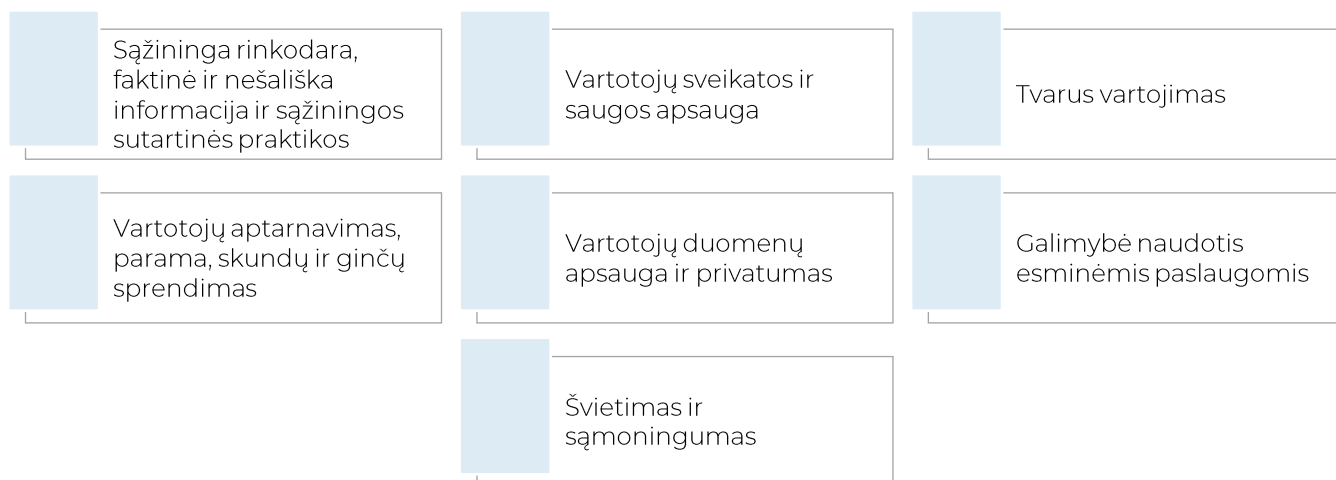 Sąžininga rinkodara,
faktinė ir nešališka
informacija ir sąžiningos
sutartinės praktikos
Vartotojų sveikatos ir
saugos apsauga
Tvarus vartojimas
Vartotojų aptarnavimas,
parama, skundų ir ginčų
sprendimas
Vartotojų duomenų
apsauga ir privatumas
Galimybė naudotis
esminėmis paslaugomis
Švietimas ir
sąmoningumas